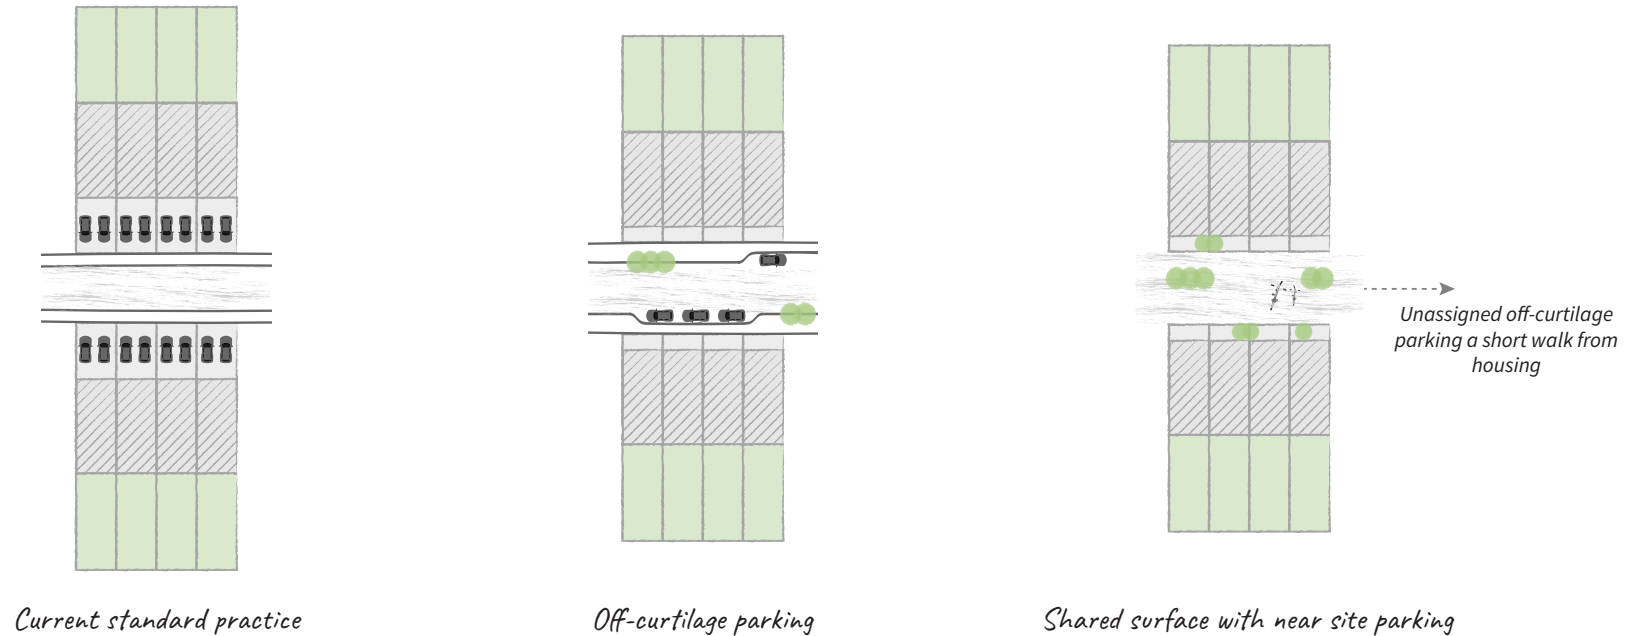 Unassigned off-curtilage
parking a short walk from
housing
Current standard practice
Off-curtilage parking
Shared surface with near site parking